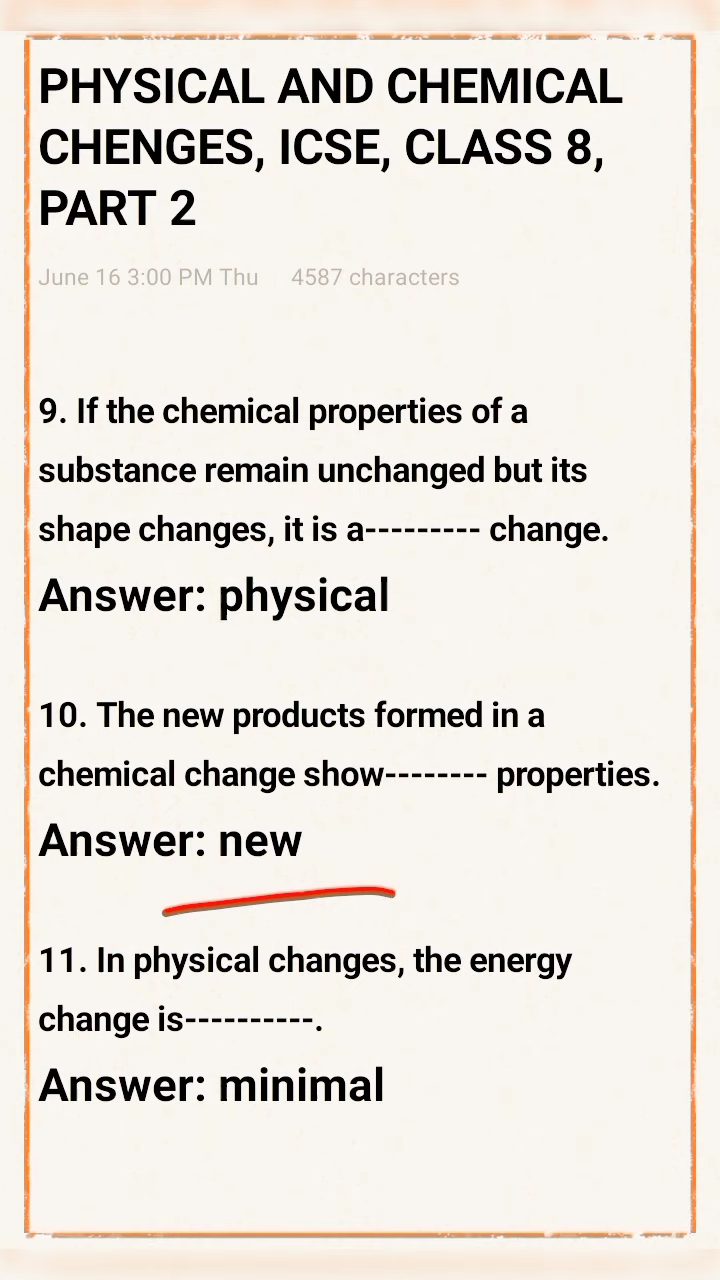 PHYSICAL AND CHEMICAL
CHENGES, ICSE, CLASS 8,
PART 2
June 16 3:00 PM Thu 4587 characters
9. If the chemical properties of a
substance remain unchanged but its
shape changes, it is a--------- change.
Answer: physical
10. The new products formed in a
chemical change show-------- properties.
Answer: new
11. In physical changes, the energy
change is----------.
Answer: minimal